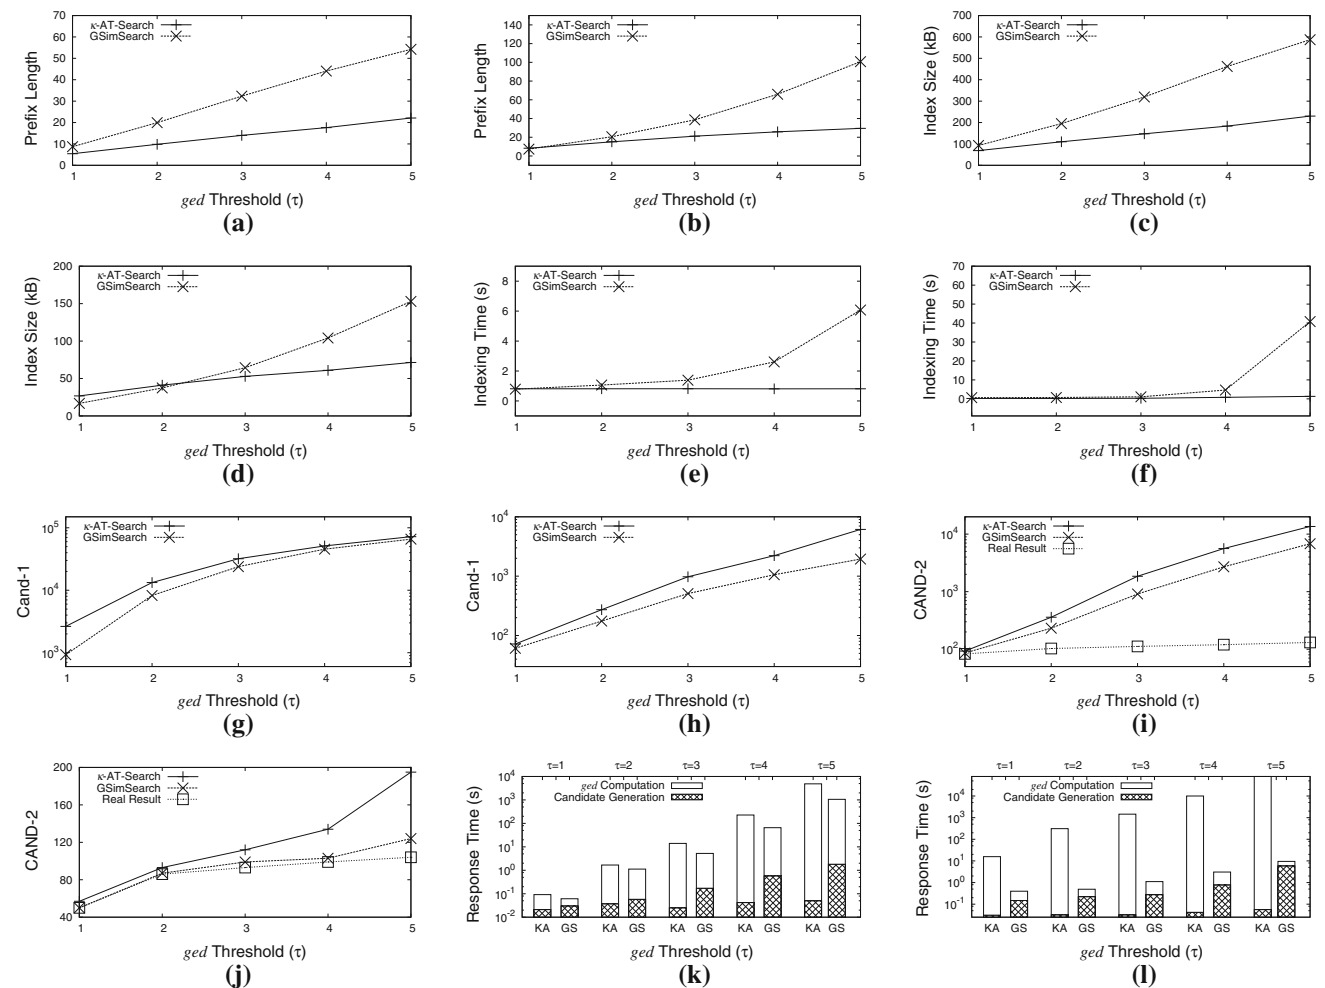 κ-AT-Search
GSimSearch
Prefix Length
70
60
50
40
30
20
10
0
1 2 3 4 5
ged Threshold (τ)
(a)
κ-AT-Search
GSimSearch
Prefix Length
140
120
100
80
60
40
20
0
1 2 3 4 5
ged Threshold (τ)
(b)
κ-AT-Search
GSimSearch
Index Size (kB)
700
600
500
400
300
200
100
0
1 2 3 4 5
ged Threshold (τ)
(c)
κ-AT-Search
GSimSearch
Index Size (kB)
200
150
100
50
0
1 2 3 4 5
ged Threshold (τ)
(d)
κ-AT-Search
GSimSearch
Indexing Time (s)
8
6
4
2
0
1 2 3 4 5
ged Threshold (τ)
(e)
κ-AT-Search
GSimSearch
Indexing Time (s)
70
60
50
40
30
20
10
0
1 2 3 4 5
ged Threshold (τ)
(f)
κ-AT-Search
GSimSearch
Cand-1
10^5
10^4
10^3
1 2 3 4 5
ged Threshold (τ)
(g)
κ-AT-Search
GSimSearch
Cand-1
10^4
10^3
10^2
1 2 3 4 5
ged Threshold (τ)
(h)
κ-AT-Search
GSimSearch
Real Result
CAND-2
10^4
10^3
10^2
1 2 3 4 5
ged Threshold (τ)
(i)
κ-AT-Search
GSimSearch
Real Result
CAND-2
200
160
120
80
40
1 2 3 4 5
ged Threshold (τ)
(j)
τ=1 τ=2 τ=3 τ=4 τ=5
ged Computation
Candidate Generation
Response Time (s)
10^4
10^3
10^2
10^1
10^0
10^-1
10^-2
KA GS KA GS KA GS KA GS KA GS
ged Threshold (τ)
(k)
τ=1 τ=2 τ=3 τ=4 τ=5
ged Computation
Candidate Generation
Response Time (s)
10^4
10^3
10^2
10^1
10^0
10^-1
KA GS KA GS KA GS KA GS KA GS
ged Threshold (τ)
(l)